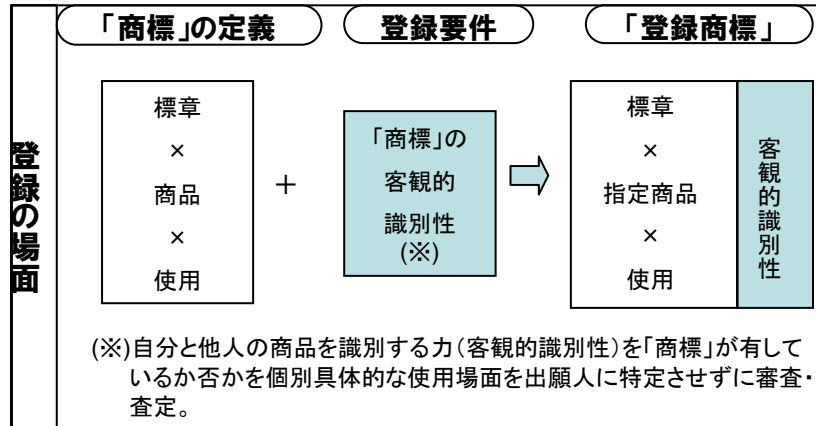 「商標」の定義
登録要件
「登録商標」
登録の場面
標章
×
商品
×
使用
+
「商標」の
客観的
識別性
(※)
標章
×
指定商品
×
使用
客観的識別性
(※)自分と他人の商品を識別する力(客観的識別性)を「商標」が有して
いるか否かを個別具体的な使用場面を出願人に特定させずに審査・
査定。